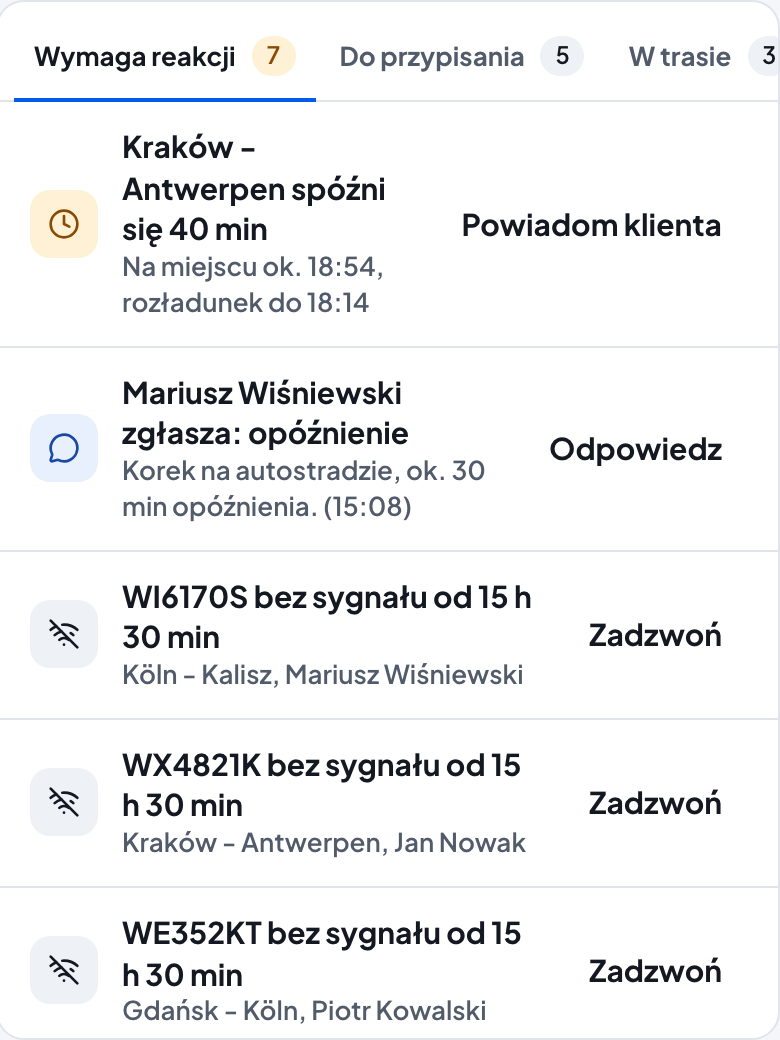 Wymaga reakcji 7 Do przypisania 5 W trasie 3
Kraków –
Antwerpen spóźni
się 40 min
Na miejscu ok. 18:54,
rozładunek do 18:14
Powiadom klienta
Mariusz Wiśniewski
zgłasza: opóźnienie
Korek na autostradzie, ok. 30
min opóźnienia. (15:08)
Odpowiedz
WI6170S bez sygnału od 15 h
30 min
Köln – Kalisz, Mariusz Wiśniewski
Zadzwoń
WX4821K bez sygnału od 15
h 30 min
Kraków – Antwerpen, Jan Nowak
Zadzwoń
WE352KT bez sygnału od 15
h 30 min
Gdańsk – Köln, Piotr Kowalski
Zadzwoń